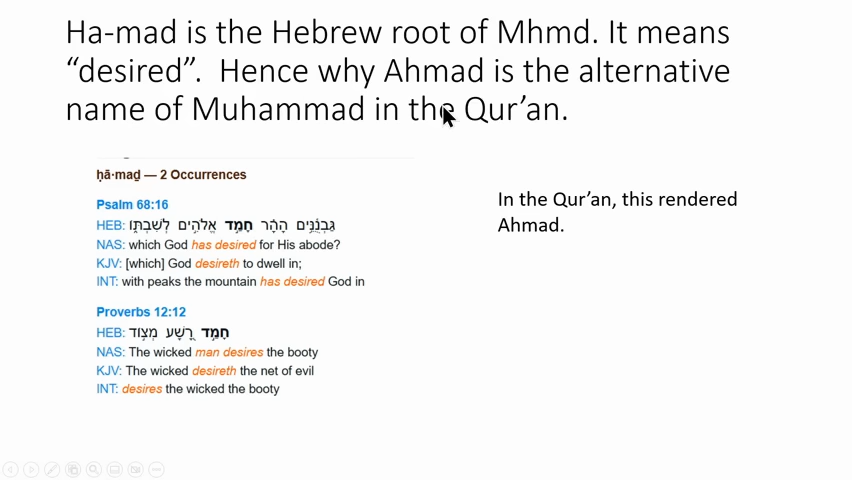 Ha-mad is the Hebrew root of Mhmd. It means
“desired”. Hence why Ahmad is the alternative
name of Muhammad in the Qur’an.
ḥā·maḏ — 2 Occurrences
Psalm 68:16
HEB: גַּבְנֻ֫נִּ֥ים הָהָ֗ר חָמַ֣ד אֱלֹהִ֣ים לְשִׁבְתּ֑וֹ
NAS: which God has desired for His abode?
KJV: [which] God desireth to dwell in;
INT: with peaks the mountain has desired God in
Proverbs 12:12
HEB: חָמַ֣ד רָ֭שָׁע מְצ֣וֹד
NAS: The wicked man desires the booty
KJV: The wicked desireth the net of evil
INT: desires the wicked the booty
In the Qur’an, this rendered
Ahmad.